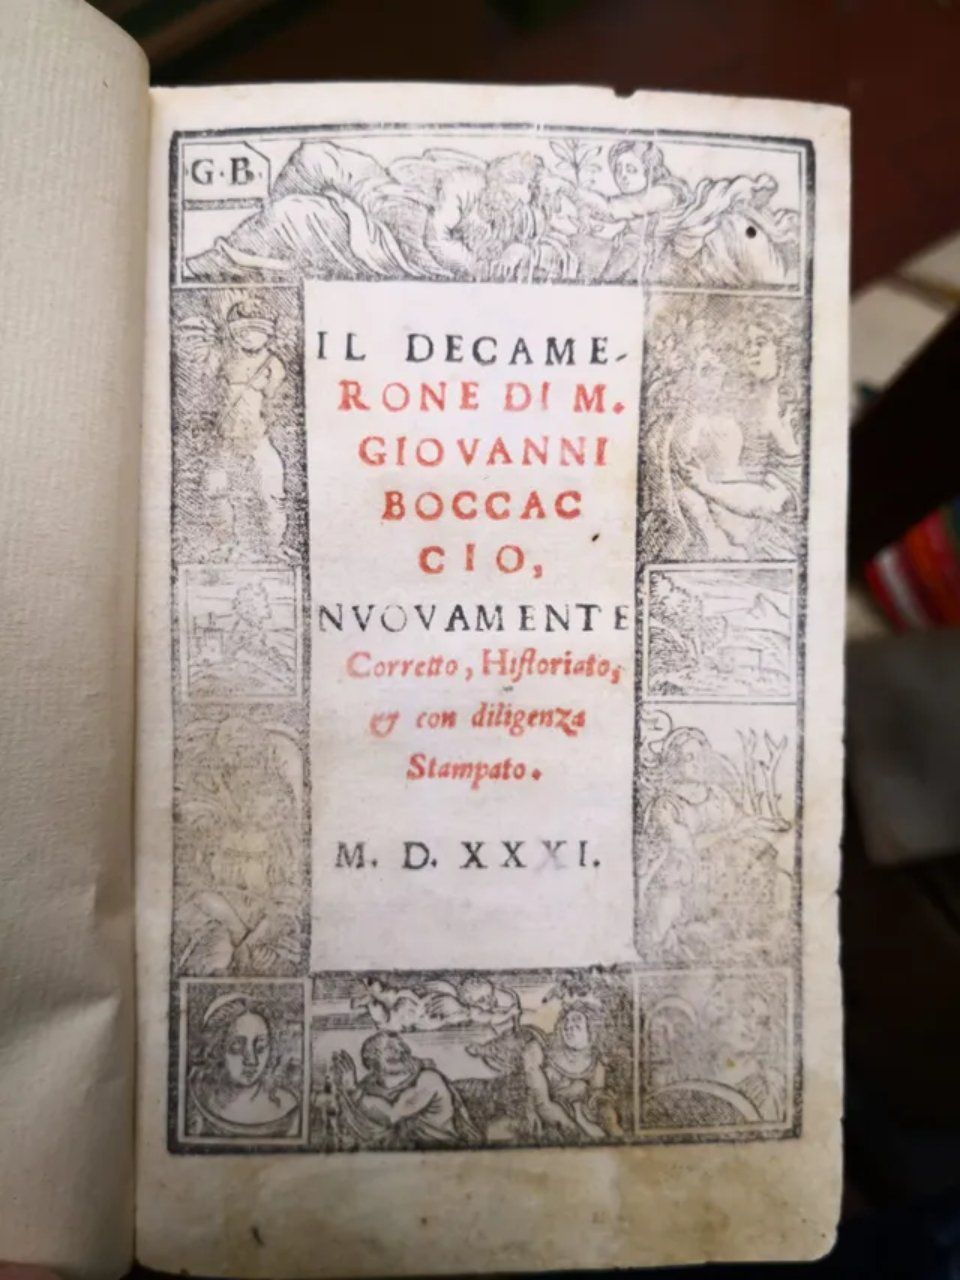 G·B·
IL DECAME-
RONE DI M.
GIOVANNI
BOCCAC
CIO,
NVOVAMENTE
Corretto, Hiſtoriato,
& con diligenza
Stampato.
M. D. XXXI.